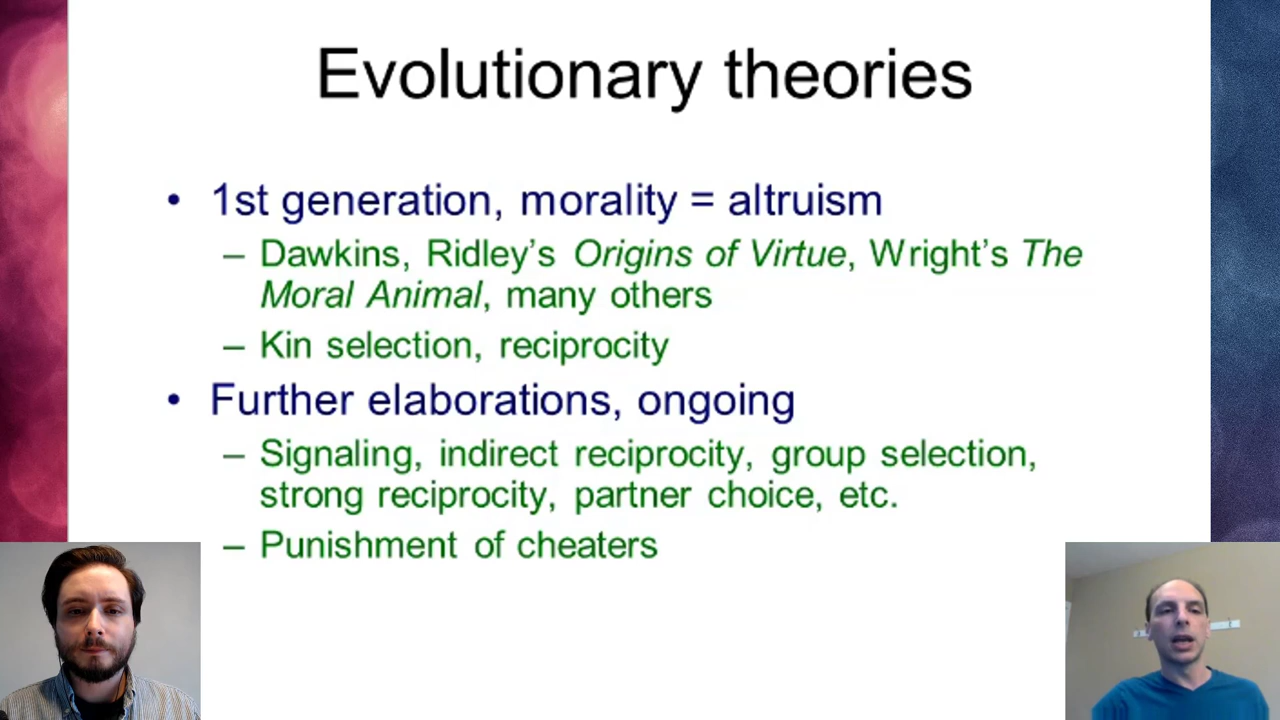 Evolutionary theories
• 1st generation, morality = altruism
– Dawkins, Ridley's Origins of Virtue, Wright's The
Moral Animal, many others
– Kin selection, reciprocity
• Further elaborations, ongoing
– Signaling, indirect reciprocity, group selection,
strong reciprocity, partner choice, etc.
– Punishment of cheaters